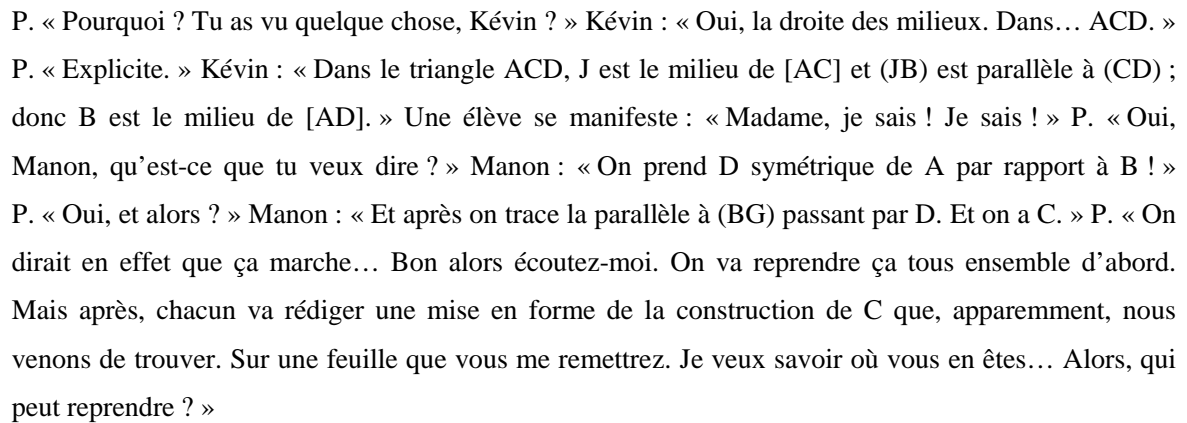 P. « Pourquoi ? Tu as vu quelque chose, Kévin ? » Kévin : « Oui, la droite des milieux. Dans… ACD. »
P. « Explicite. » Kévin : « Dans le triangle ACD, J est le milieu de [AC] et (JB) est parallèle à (CD) ;
donc B est le milieu de [AD]. » Une élève se manifeste : « Madame, je sais ! Je sais ! » P. « Oui,
Manon, qu’est-ce que tu veux dire ? » Manon : « On prend D symétrique de A par rapport à B ! »
P. « Oui, et alors ? » Manon : « Et après on trace la parallèle à (BG) passant par D. Et on a C. » P. « On
dirait en effet que ça marche… Bon alors écoutez-moi. On va reprendre ça tous ensemble d’abord.
Mais après, chacun va rédiger une mise en forme de la construction de C que, apparemment, nous
venons de trouver. Sur une feuille que vous me remettrez. Je veux savoir où vous en êtes… Alors, qui
peut reprendre ? »